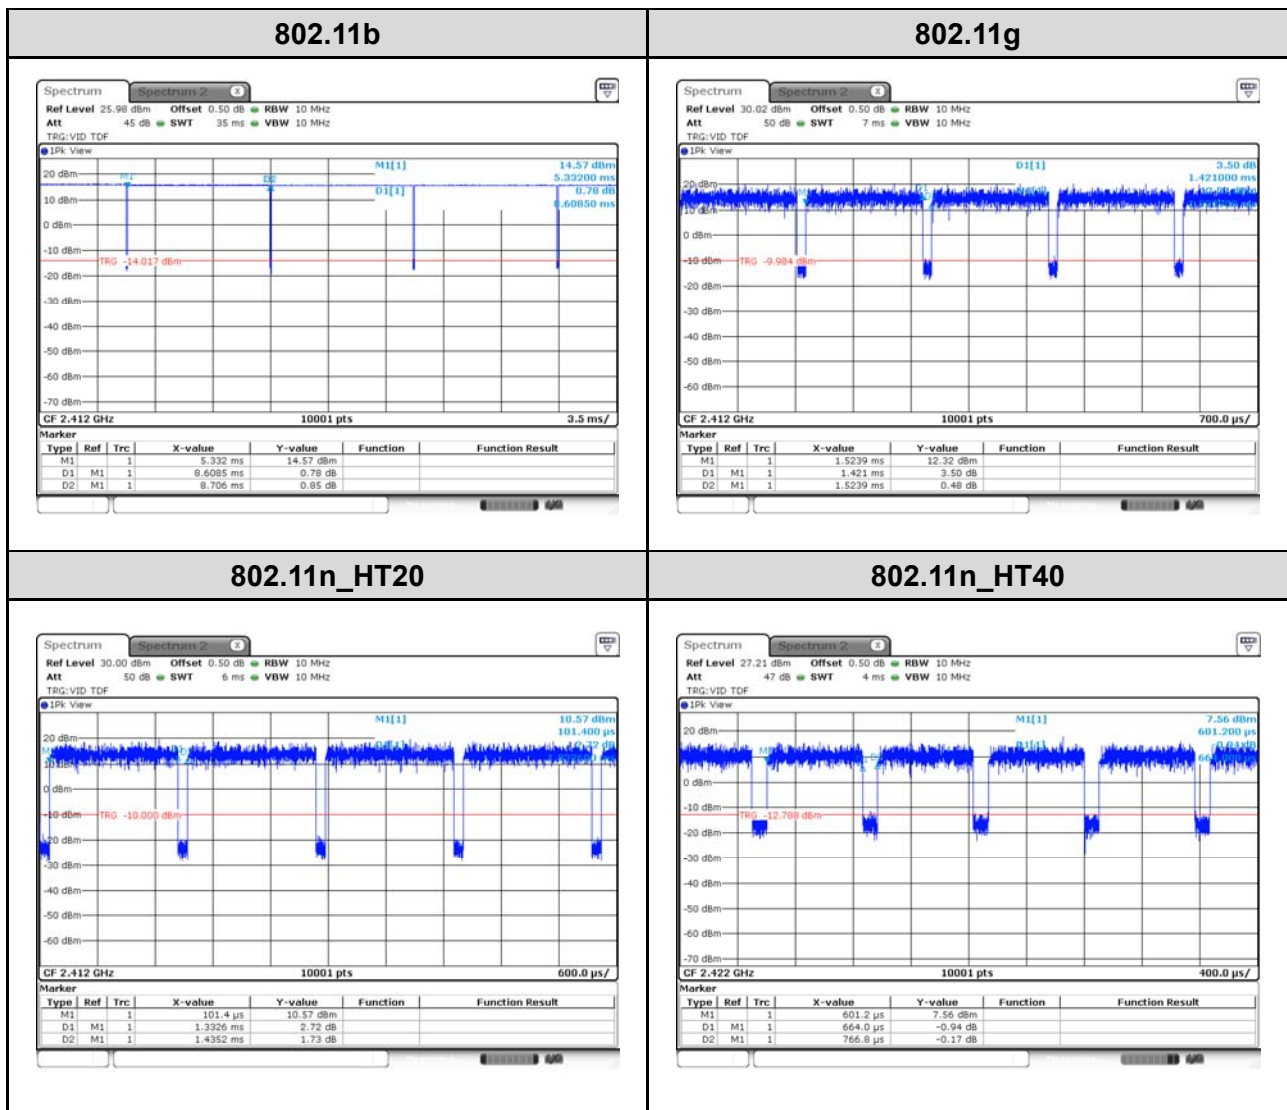 802.11b
802.11g
Spectrum Spectrum 2 X
Ref Level 25.98 dBm Offset 0.50 dB RBW 10 MHz
Att 45 dB SWT 35 ms VBW 10 MHz
TRG:VID TDF
1Pk View
M1[1] 14.57 dBm
5.33200 ms
D1[1] 0.78 dB
8.60850 ms
M1
D2
20 dBm
10 dBm
0 dBm
-10 dBm
TRG -14.017 dBm
-20 dBm
-30 dBm
-40 dBm
-50 dBm
-60 dBm
-70 dBm
CF 2.412 GHz 10001 pts 3.5 ms/
Marker
Type Ref Trc X-value Y-value Function Function Result
M1 1 5.332 ms 14.57 dBm
D1 M1 1 8.6085 ms 0.78 dB
D2 M1 1 8.706 ms 0.85 dB
Spectrum Spectrum 2 X
Ref Level 30.02 dBm Offset 0.50 dB RBW 10 MHz
Att 50 dB SWT 7 ms VBW 10 MHz
TRG:VID TDF
1Pk View
D1[1] 3.50 dB
1.421000 ms
20 dBm
10 dBm
0 dBm
-10 dBm
TRG -9.984 dBm
-20 dBm
-30 dBm
-40 dBm
-50 dBm
-60 dBm
CF 2.412 GHz 10001 pts 700.0 µs/
Marker
Type Ref Trc X-value Y-value Function Function Result
M1 1 1.5239 ms 12.32 dBm
D1 M1 1 1.421 ms 3.50 dB
D2 M1 1 1.5239 ms 0.48 dB
802.11n_HT20
802.11n_HT40
Spectrum Spectrum 2 X
Ref Level 30.00 dBm Offset 0.50 dB RBW 10 MHz
Att 50 dB SWT 6 ms VBW 10 MHz
TRG:VID TDF
1Pk View
M1[1] 10.57 dBm
101.400 µs
20 dBm
10 dBm
0 dBm
-10 dBm
TRG -10.000 dBm
-20 dBm
-30 dBm
-40 dBm
-50 dBm
-60 dBm
CF 2.412 GHz 10001 pts 600.0 µs/
Marker
Type Ref Trc X-value Y-value Function Function Result
M1 1 101.4 µs 10.57 dBm
D1 M1 1 1.3326 ms 2.72 dB
D2 M1 1 1.4352 ms 1.73 dB
Spectrum Spectrum 2 X
Ref Level 27.21 dBm Offset 0.50 dB RBW 10 MHz
Att 47 dB SWT 4 ms VBW 10 MHz
TRG:VID TDF
1Pk View
M1[1] 7.56 dBm
601.200 µs
20 dBm
0 dBm
-10 dBm
TRG -12.788 dBm
-20 dBm
-30 dBm
-40 dBm
-50 dBm
-60 dBm
-70 dBm
CF 2.422 GHz 10001 pts 400.0 µs/
Marker
Type Ref Trc X-value Y-value Function Function Result
M1 1 601.2 µs 7.56 dBm
D1 M1 1 664.0 µs -0.94 dB
D2 M1 1 766.8 µs -0.17 dB